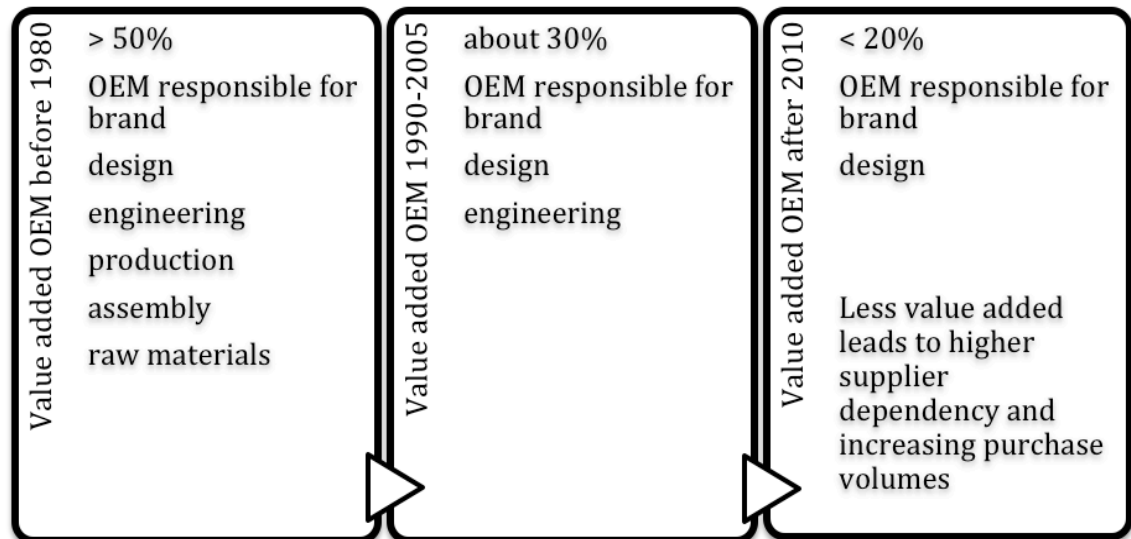 Value added OEM before 1980
> 50%
OEM responsible for
brand
design
engineering
production
assembly
raw materials
Value added OEM 1990-2005
about 30%
OEM responsible for
brand
design
engineering
Value added OEM after 2010
< 20%
OEM responsible for
brand
design
Less value added
leads to higher
supplier
dependency and
increasing purchase
volumes